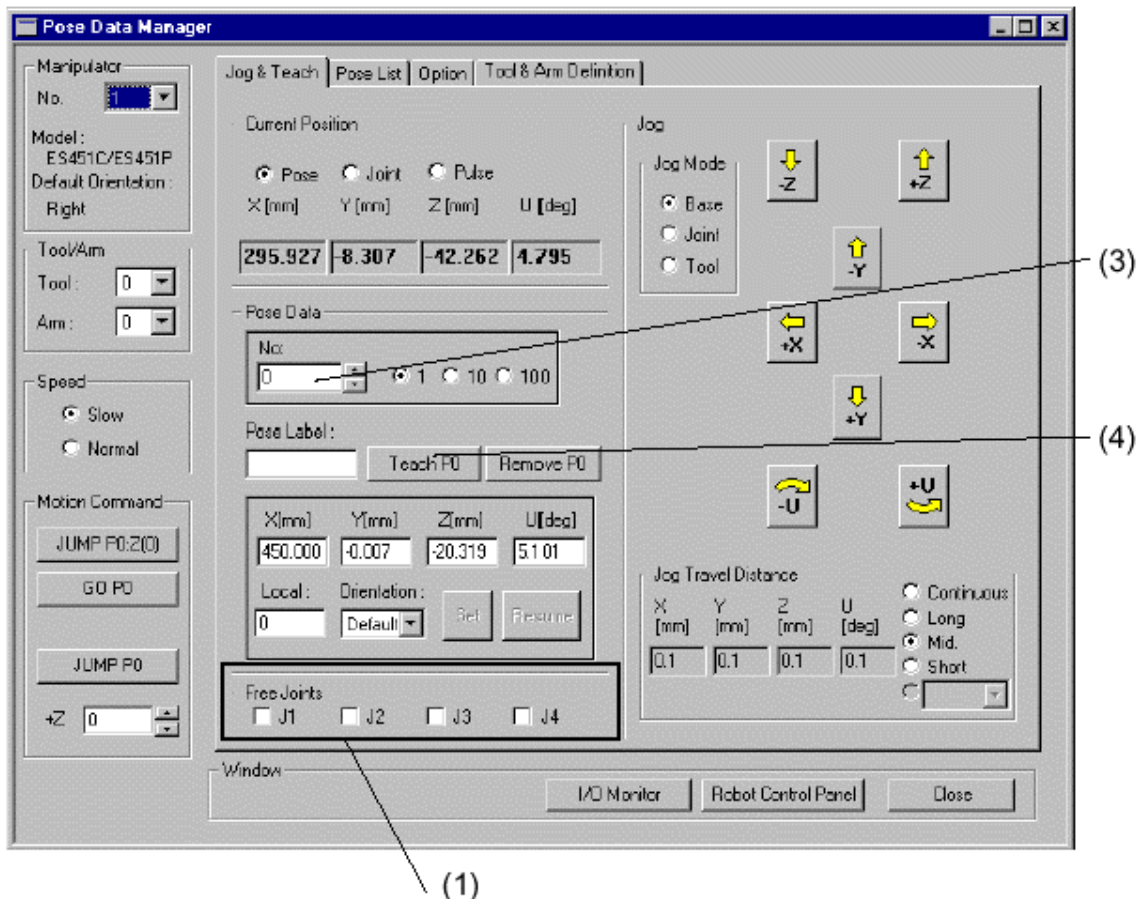 Pose Data Manager
Manipulator
No. 1
Model :
ES451C/ES451P
Default Orientation :
Right
Tool/Arm
Tool : 0
Arm : 0
Speed
Slow
Normal
Motion Command
JUMP P0:Z(0)
GO P0
JUMP P0
+Z 0
Jog & Teach Pose List Option Tool & Arm Definition
Current Position
Pose Joint Pulse
X [mm] Y [mm] Z [mm] U [deg]
295.927 -8.307 -42.262 4.795
Pose Data
No:
0 1 10 100
Pose Label :
Teach P0 Remove P0
X[mm] Y[mm] Z[mm] U[deg]
450.000 -0.007 -20.319 5.101
Local : Orientation :
0 Default Set Resume
Free Joints
J1 J2 J3 J4
Jog
Jog Mode
Base
Joint
Tool
-Z +Z
-Y
+X -X
+Y
-U +U
Jog Travel Distance
X Y Z U
[mm] [mm] [mm] [deg]
0.1 0.1 0.1 0.1
Continuous
Long
Mid.
Short
Window
I/O Monitor Robot Control Panel Close
(3)
(4)
(1)